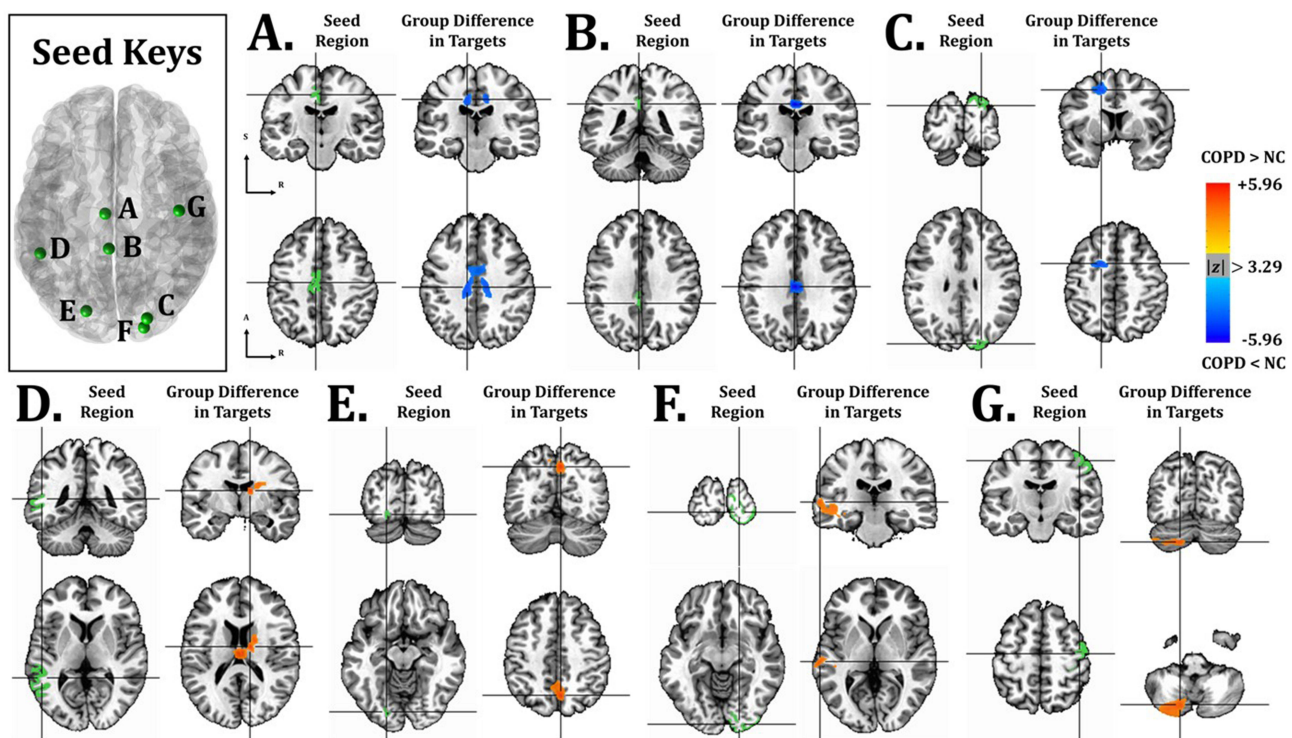 Seed Keys
A
G
D
B
E
C
F
A.
Seed
Region
Group Difference
in Targets
S
R
A
R
B.
Seed
Region
Group Difference
in Targets
C.
Seed
Region
Group Difference
in Targets
COPD > NC
+5.96
|z| > 3.29
-5.96
COPD < NC
D.
Seed
Region
Group Difference
in Targets
E.
Seed
Region
Group Difference
in Targets
F.
Seed
Region
Group Difference
in Targets
G.
Seed
Region
Group Difference
in Targets